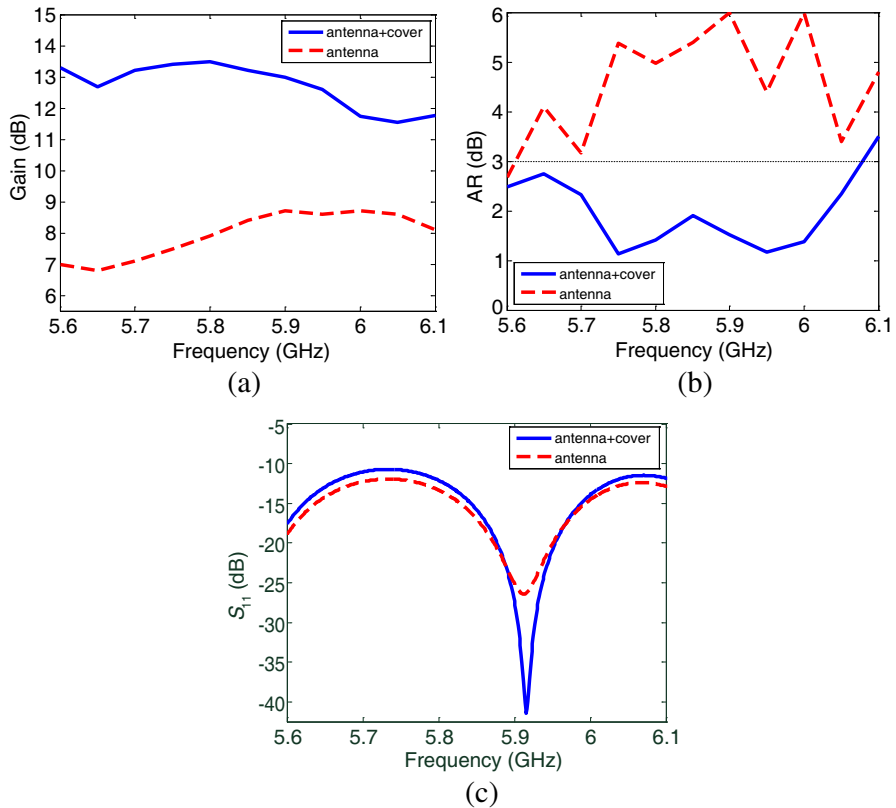 15
14
13
12
11
10
9
8
7
6
Gain (dB)
antenna+cover
antenna
5.6 5.7 5.8 5.9 6 6.1
Frequency (GHz)
(a)
6
5
4
3
2
1
0
AR (dB)
antenna+cover
antenna
5.6 5.7 5.8 5.9 6 6.1
Frequency (GHz)
(b)
-5
-10
-15
-20
-25
-30
-35
-40
S11 (dB)
antenna+cover
antenna
5.6 5.7 5.8 5.9 6 6.1
Frequency (GHz)
(c)